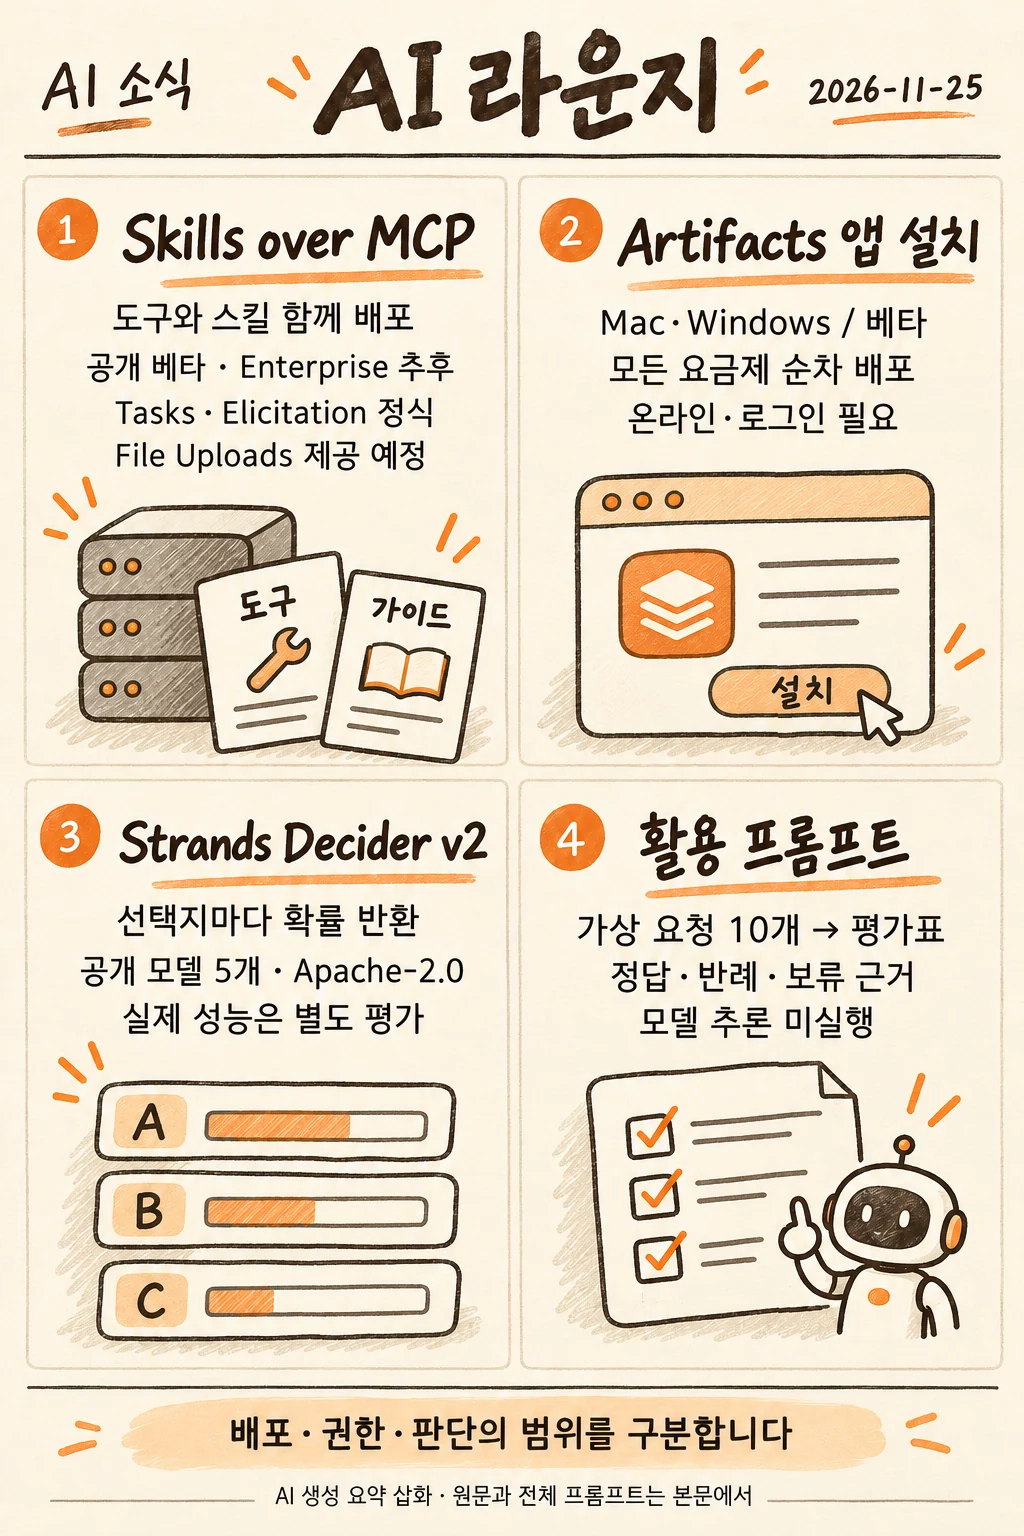 AI 소식
AI 라운지
2026-11-25
1
Skills over MCP
도구와 스킬 함께 배포
공개 베타 · Enterprise 추후
Tasks · Elicitation 정식
File Uploads 제공 예정
도구
가이드
2
Artifacts 앱 설치
Mac · Windows / 베타
모든 요금제 순차 배포
온라인 · 로그인 필요
설치
3
Strands Decider v2
선택지마다 확률 반환
공개 모델 5개 · Apache-2.0
실제 성능은 별도 평가
A
B
C
4
활용 프롬프트
가상 요청 10개 → 평가표
정답 · 반례 · 보류 근거
모델 추론 미실행
배포 · 권한 · 판단의 범위를 구분합니다
AI 생성 요약 삽화 · 원문과 전체 프롬프트는 본문에서